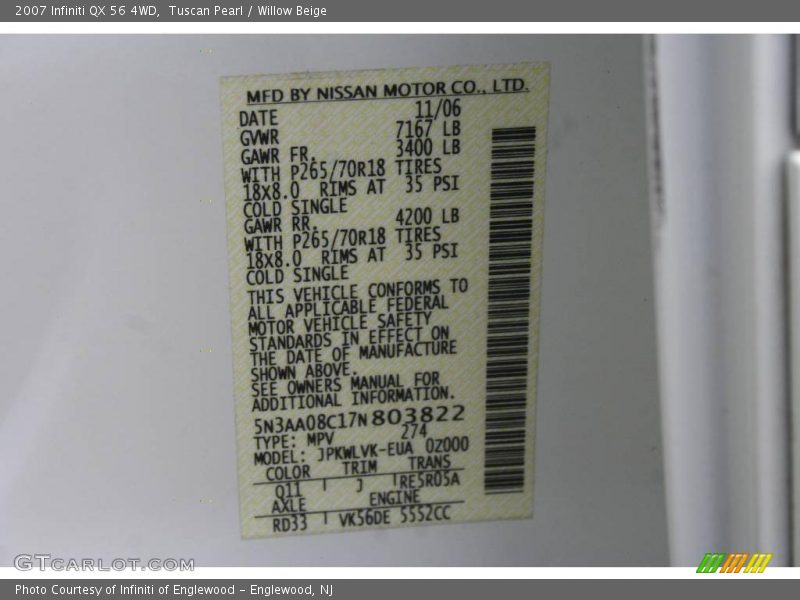 2007 Infiniti QX 56 4WD,  Tuscan Pearl / Willow Beige
MFD BY NISSAN MOTOR CO., LTD.
DATE 11/06
GVWR 7167 LB
GAWR FR. 3400 LB
WITH P265/70R18 TIRES
18X8.0 RIMS AT 35 PSI
COLD SINGLE
GAWR RR. 4200 LB
WITH P265/70R18 TIRES
18X8.0 RIMS AT 35 PSI
COLD SINGLE
THIS VEHICLE CONFORMS TO
ALL APPLICABLE FEDERAL
MOTOR VEHICLE SAFETY
STANDARDS IN EFFECT ON
THE DATE OF MANUFACTURE
SHOWN ABOVE.
SEE OWNERS MANUAL FOR
ADDITIONAL INFORMATION.
5N3AA08C17N803822
TYPE: MPV 274
MODEL: JPKWLVK-EUA 0Z000
COLOR TRIM TRANS
Q11 J RE5R05A
AXLE ENGINE
RD33 VK56DE 5552CC
GTCARLOT.COM
Photo Courtesy of Infiniti of Englewood – Englewood, NJ